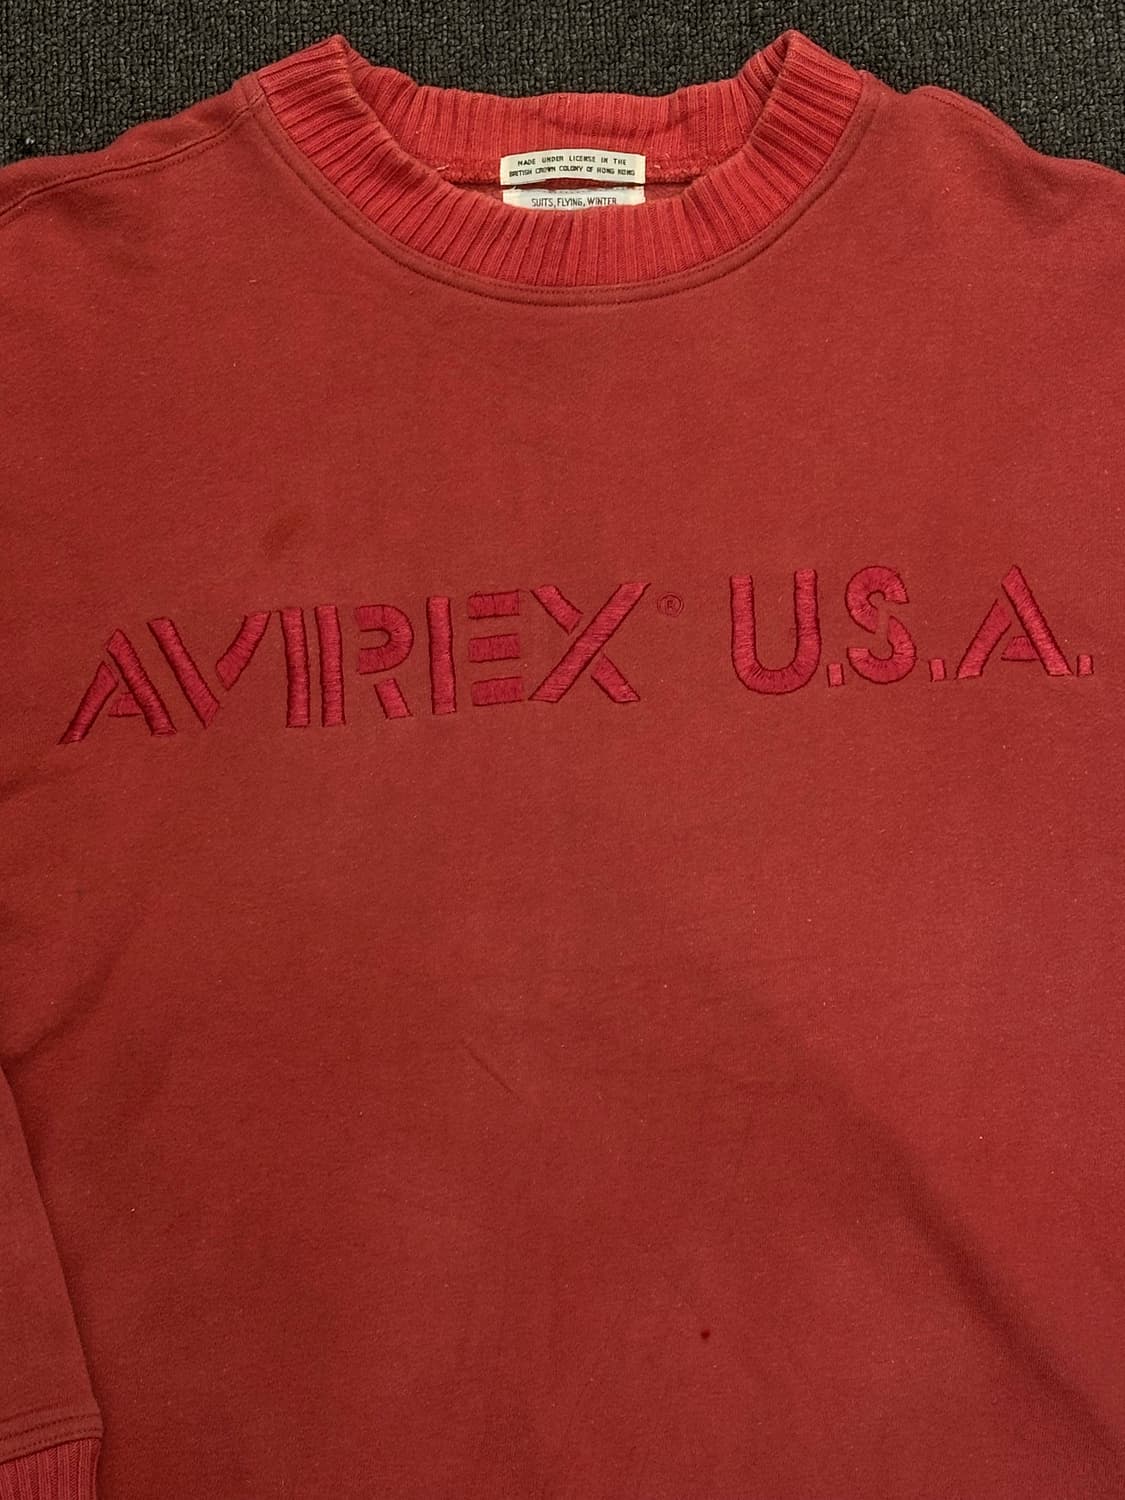 MADE UNDER LICENSE IN THE
BRITISH CROWN COLONY OF HONG KONG
SUITS, FLYING, WINTER
AVIREX® U.S.A.